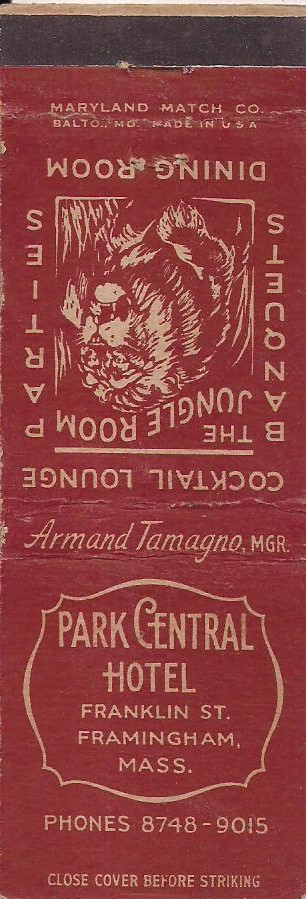 MARYLAND MATCH CO.
BALTO., MD. MADE IN U.S.A
DINING ROOM
PARTIES
BANQUETS
THE JUNGLE ROOM
COCKTAIL LOUNGE
Armand Tamagno, MGR.
PARK CENTRAL
HOTEL
FRANKLIN ST.
FRAMINGHAM,
MASS.
PHONES 8748-9015
CLOSE COVER BEFORE STRIKING